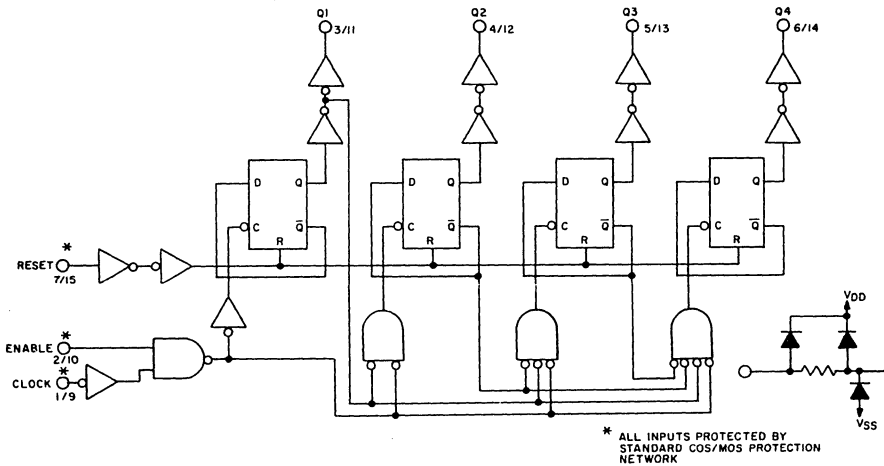 Q1
3/11
Q2
4/12
Q3
5/13
Q4
6/14
D Q
C Q̅
R
D Q
C Q̅
R
D Q
C Q̅
R
D Q
C Q̅
R
*
RESET
7/15
*
ENABLE
2/10
*
CLOCK
1/9
VDD
VSS
* ALL INPUTS PROTECTED BY
STANDARD COS/MOS PROTECTION
NETWORK